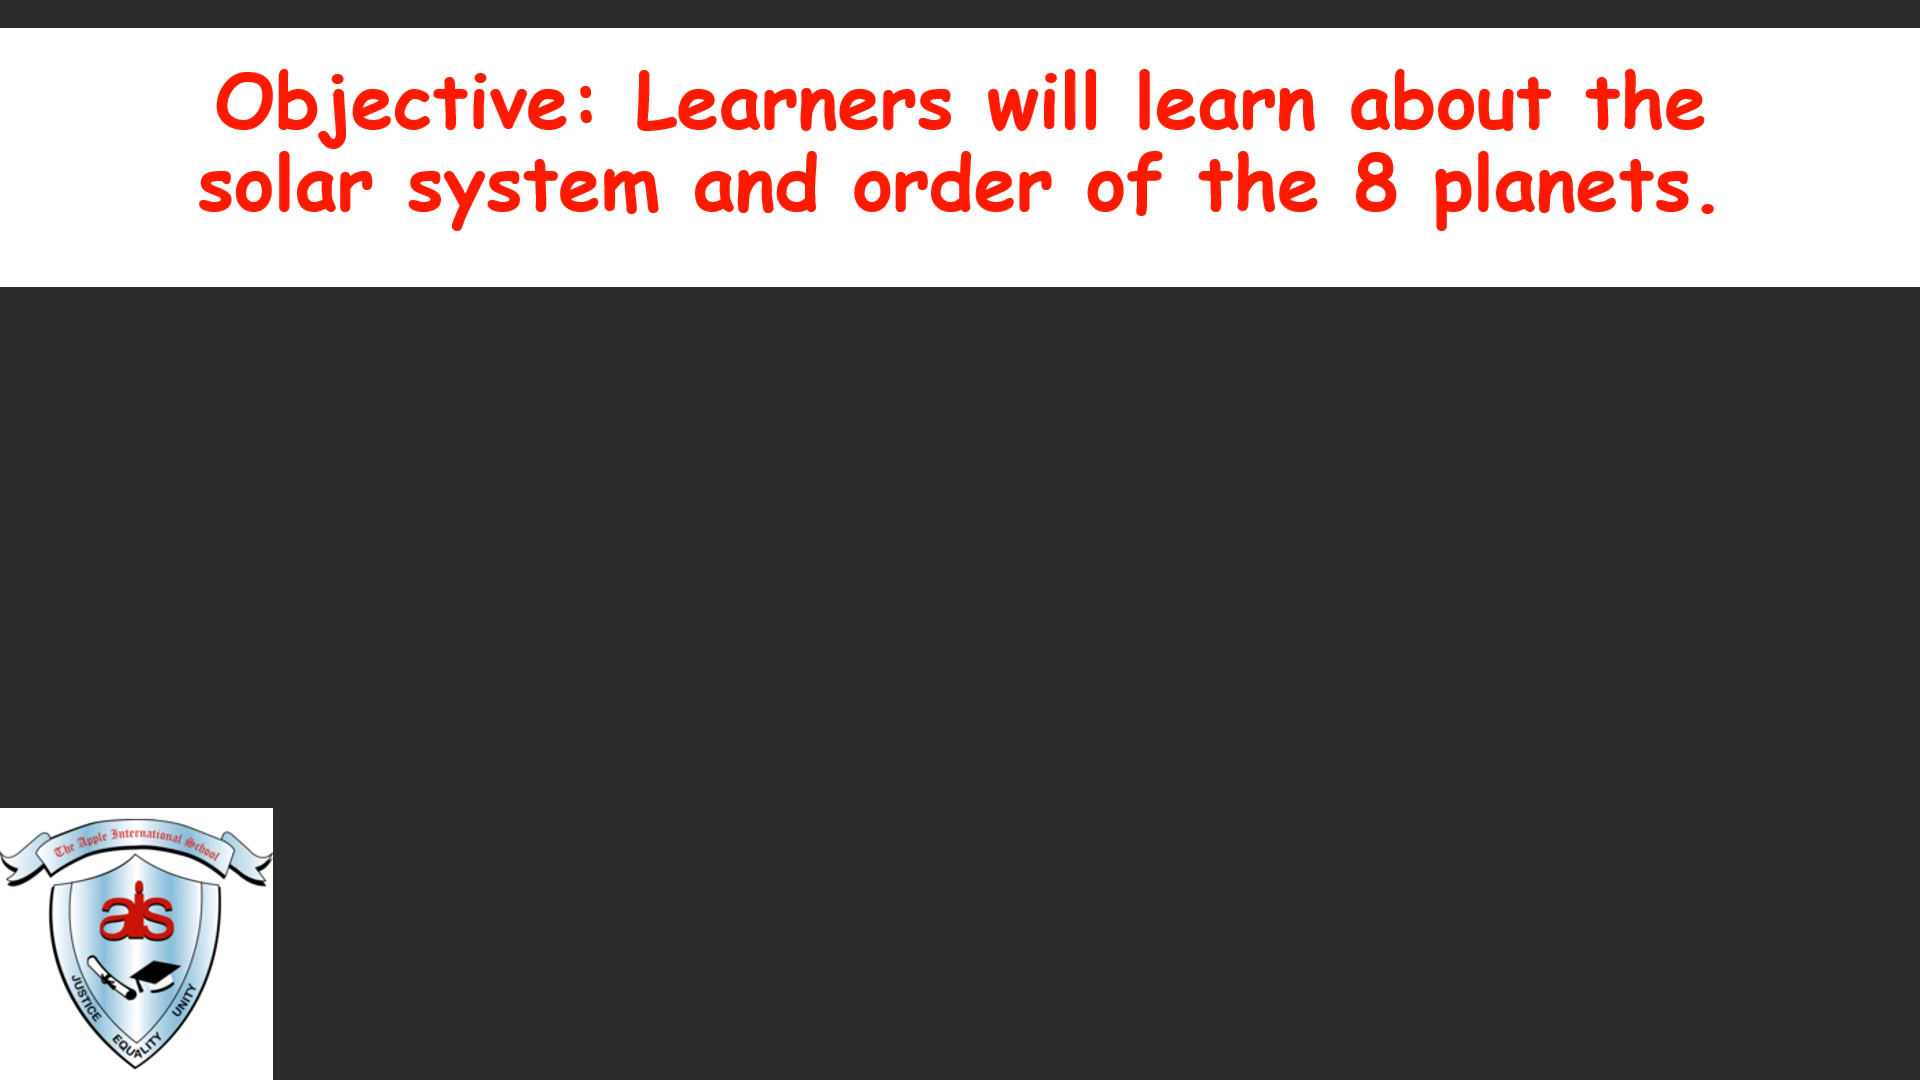 Objective: Learners will learn about the
solar system and order of the 8 planets.
The Apple International School
ais
JUSTICE EQUALITY UNITY